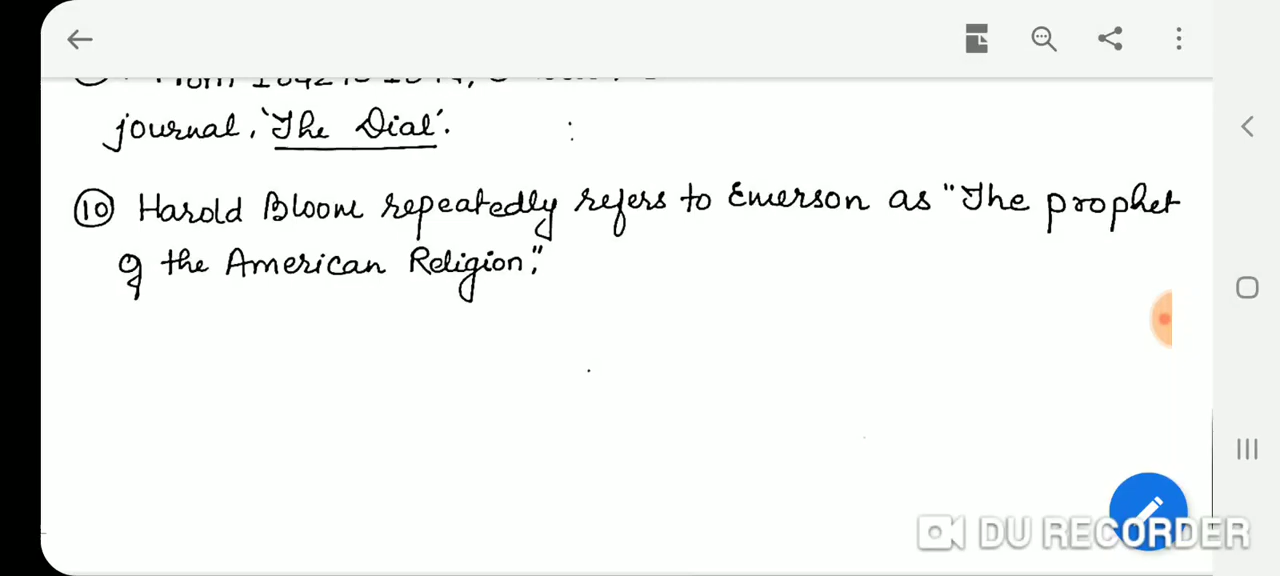 journal, 'The Dial'.
⑩ Harold Bloom repeatedly refers to Emerson as "The prophet
of the American Religion."
DU RECORDER